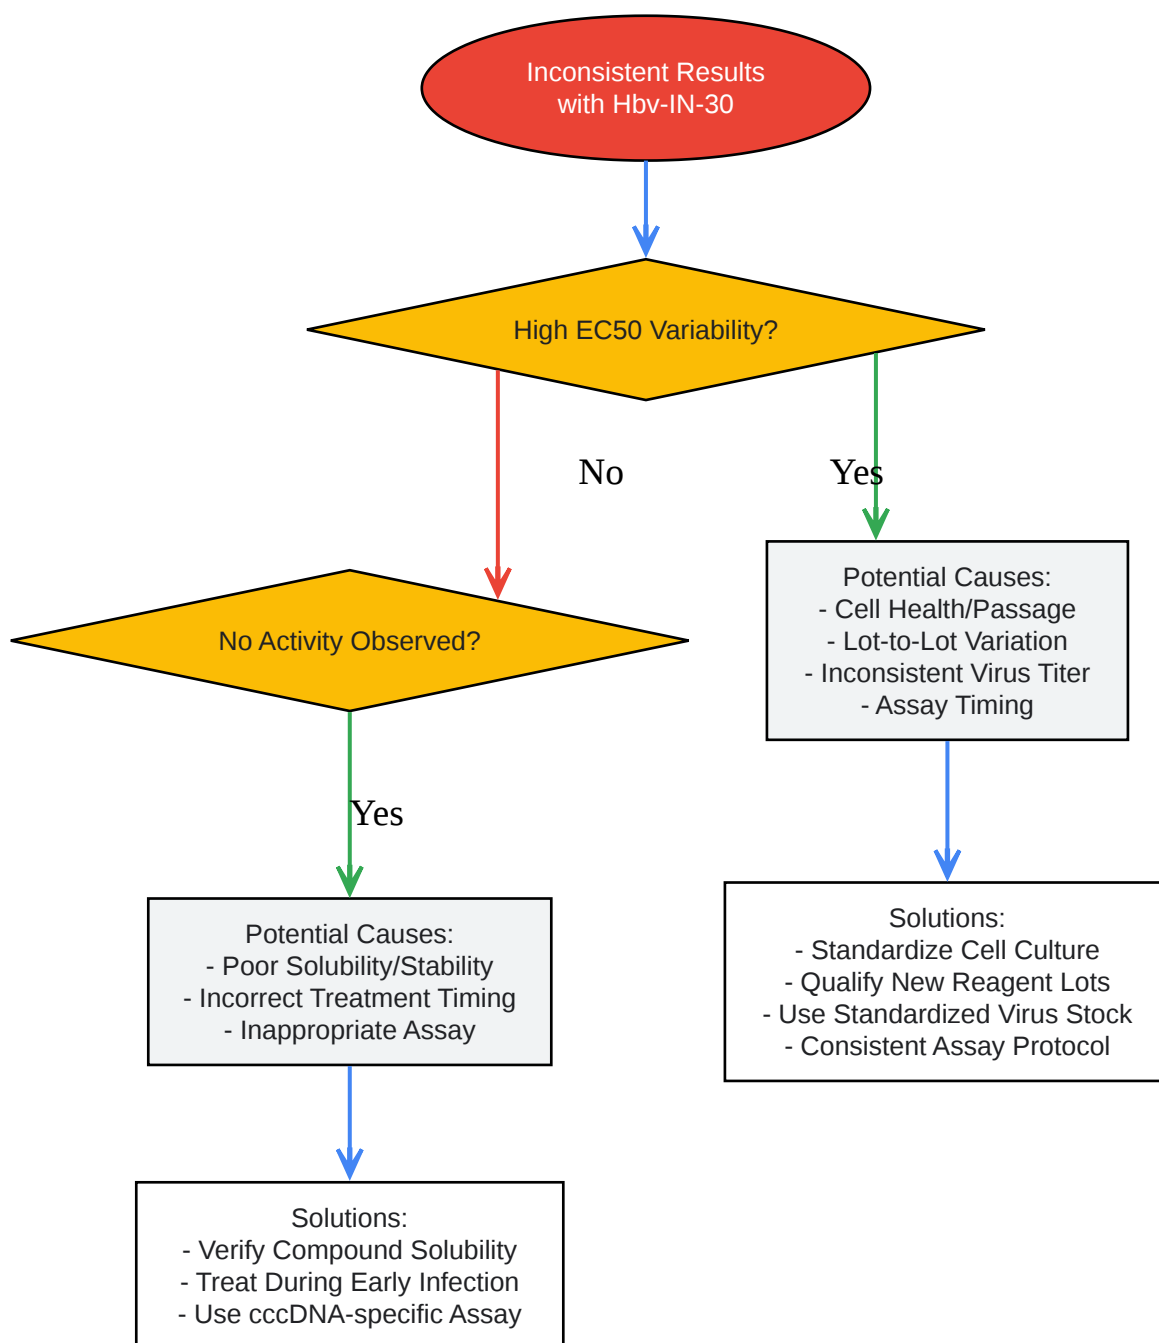 Inconsistent Results
with Hbv-IN-30
High EC50 Variability?
No
Yes
No Activity Observed?
Potential Causes:
- Cell Health/Passage
- Lot-to-Lot Variation
- Inconsistent Virus Titer
- Assay Timing
Yes
Potential Causes:
- Poor Solubility/Stability
- Incorrect Treatment Timing
- Inappropriate Assay
Solutions:
- Standardize Cell Culture
- Qualify New Reagent Lots
- Use Standardized Virus Stock
- Consistent Assay Protocol
Solutions:
- Verify Compound Solubility
- Treat During Early Infection
- Use cccDNA-specific Assay